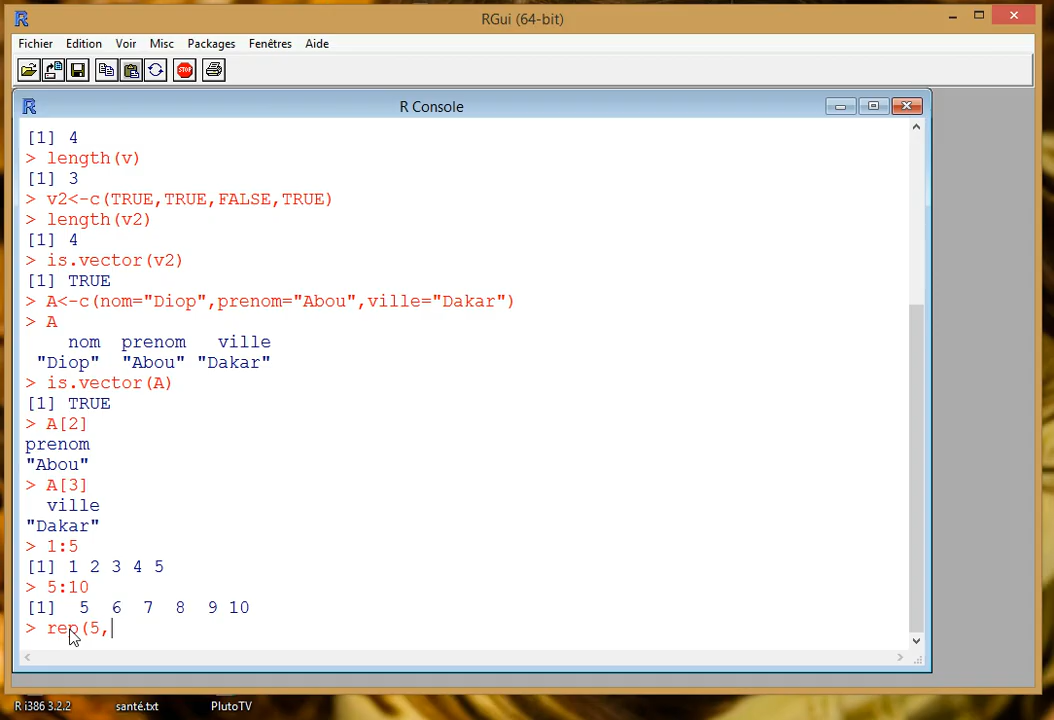 RGui (64-bit)
Fichier Edition Voir Misc Packages Fenêtres Aide
STOP
R Console
[1] 4
> length(v)
[1] 3
> v2<-c(TRUE,TRUE,FALSE,TRUE)
> length(v2)
[1] 4
> is.vector(v2)
[1] TRUE
> A<-c(nom="Diop",prenom="Abou",ville="Dakar")
> A
nom prenom ville
"Diop" "Abou" "Dakar"
> is.vector(A)
[1] TRUE
> A[2]
prenom
"Abou"
> A[3]
ville
"Dakar"
> 1:5
[1] 1 2 3 4 5
> 5:10
[1] 5 6 7 8 9 10
> rep(5,
R i386 3.2.2 santé.txt PlutoTV